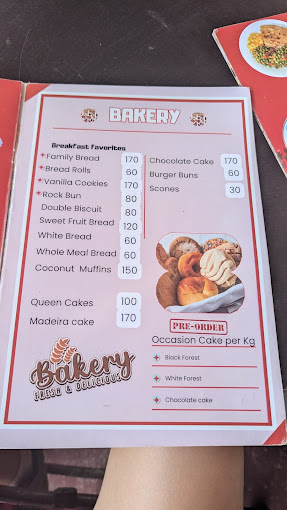 BAKERY
Breakfast Favorites
Family Bread 170
Bread Rolls 60
Vanilla Cookies 170
Rock Bun 80
Double Biscuit 80
Sweet Fruit Bread 120
White Bread 60
Whole Meal Bread 60
Coconut Muffins 150
Queen Cakes 100
Madeira cake 170
Chocolate Cake 170
Burger Buns 60
Scones 30
PRE-ORDER
Occasion Cake per Kg
Black Forest
White Forest
Chocolate cake
Bakery
FRESH & DELICIOUS